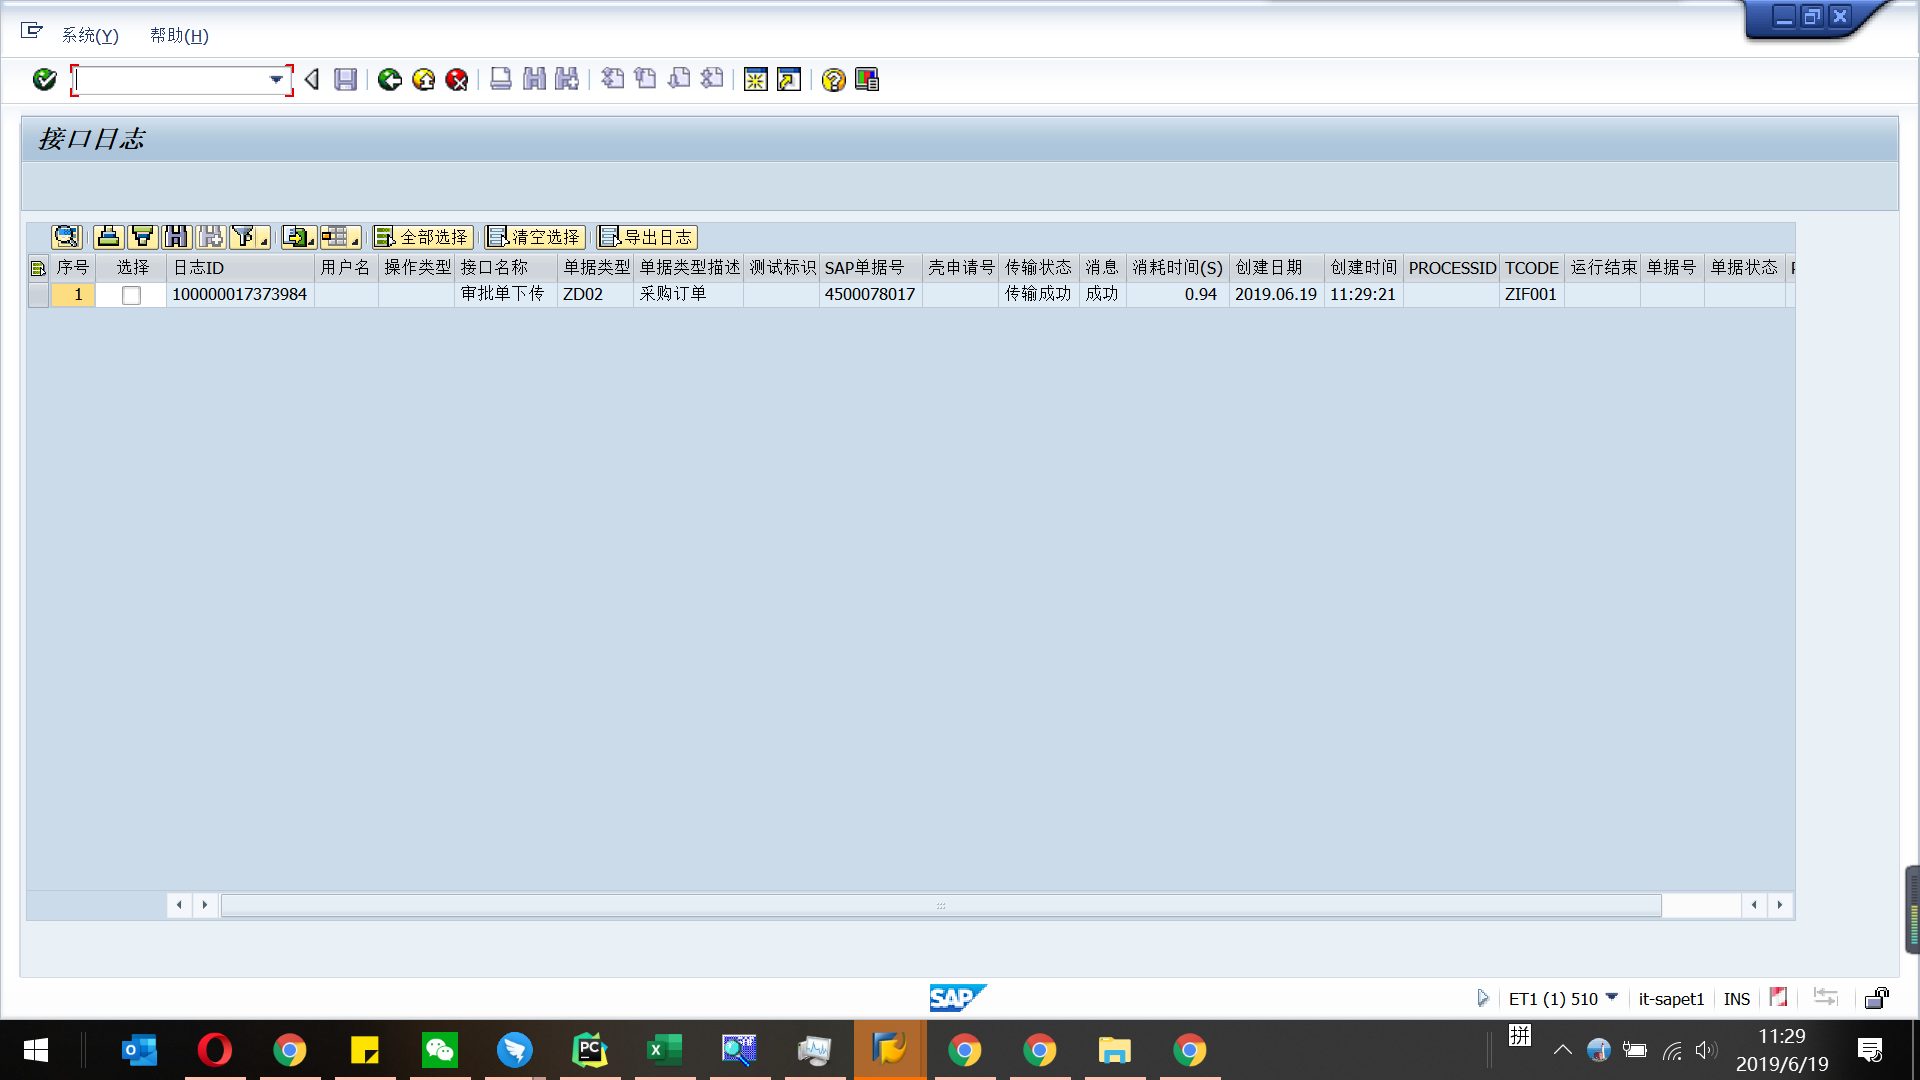 系统(Y) 帮助(H)
接口日志
全部选择 清空选择 导出日志
序号 选择 日志ID 用户名 操作类型 接口名称 单据类型 单据类型描述 测试标识 SAP单据号 壳申请号 传输状态 消息 消耗时间(S) 创建日期 创建时间 PROCESSID TCODE 运行结束 单据号 单据状态
1 100000017373984 审批单下传 ZD02 采购订单 4500078017 传输成功 成功 0.94 2019.06.19 11:29:21 ZIF001
SAP ET1 (1) 510 it-sapet1 INS
拼 11:29
2019/6/19